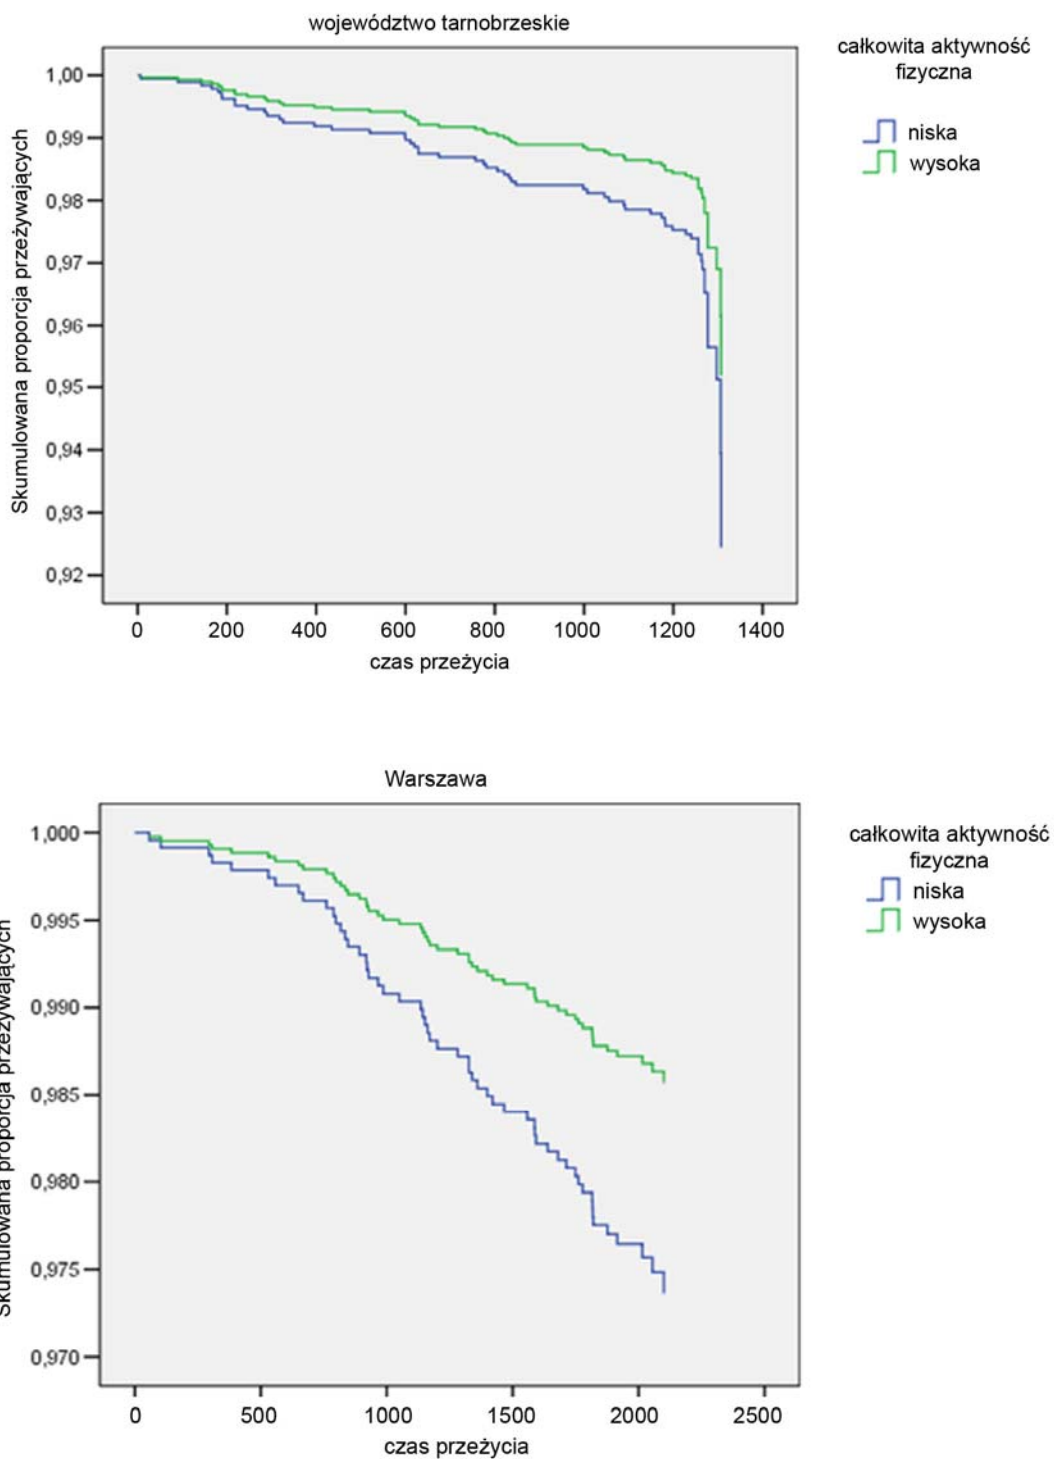 województwo tarnobrzeskie
całkowita aktywność
fizyczna
niska
wysoka
Skumulowana proporcja przeżywających
1,00
0,99
0,98
0,97
0,96
0,95
0,94
0,93
0,92
0 200 400 600 800 1000 1200 1400
czas przeżycia
Warszawa
całkowita aktywność
fizyczna
niska
wysoka
Skumulowana proporcja przeżywających
1,000
0,995
0,990
0,985
0,980
0,975
0,970
0 500 1000 1500 2000 2500
czas przeżycia